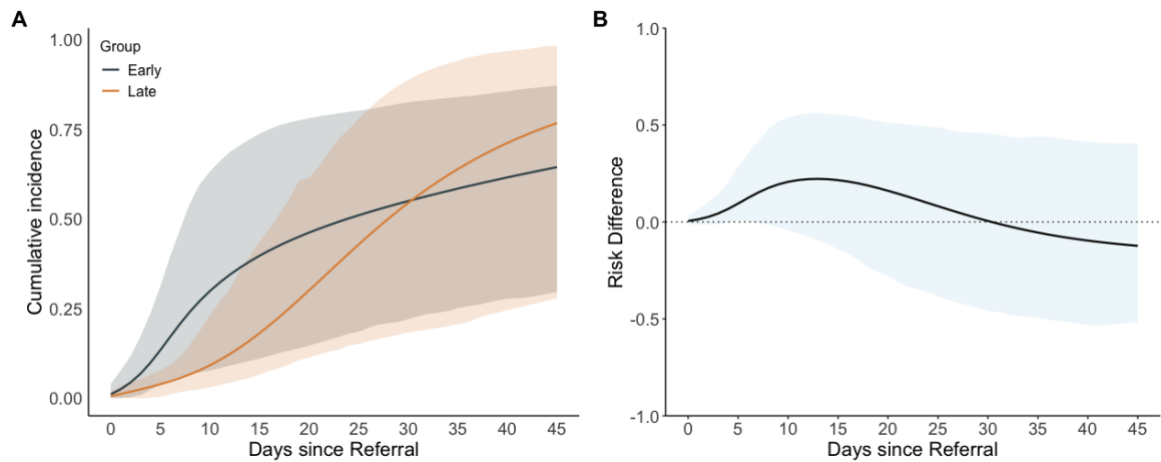 A
Cumulative incidence
1.00
0.75
0.50
0.25
0.00
Group
Early
Late
0 5 10 15 20 25 30 35 40 45
Days since Referral
B
Risk Difference
1.0
0.5
0.0
-0.5
-1.0
0 5 10 15 20 25 30 35 40 45
Days since Referral